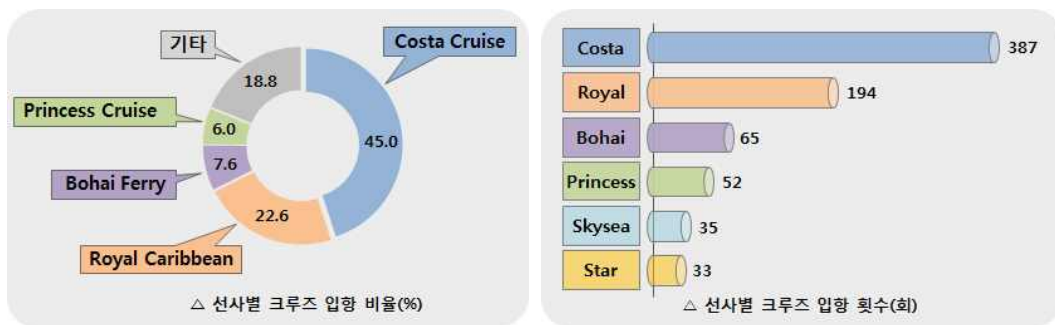 기타
Costa Cruise
18.8
Princess Cruise
6.0
45.0
7.6
Bohai Ferry
22.6
Royal Caribbean
△ 선사별 크루즈 입항 비율(%)
Costa
387
Royal
194
Bohai
65
Princess
52
Skysea
35
Star
33
△ 선사별 크루즈 입항 횟수(회)